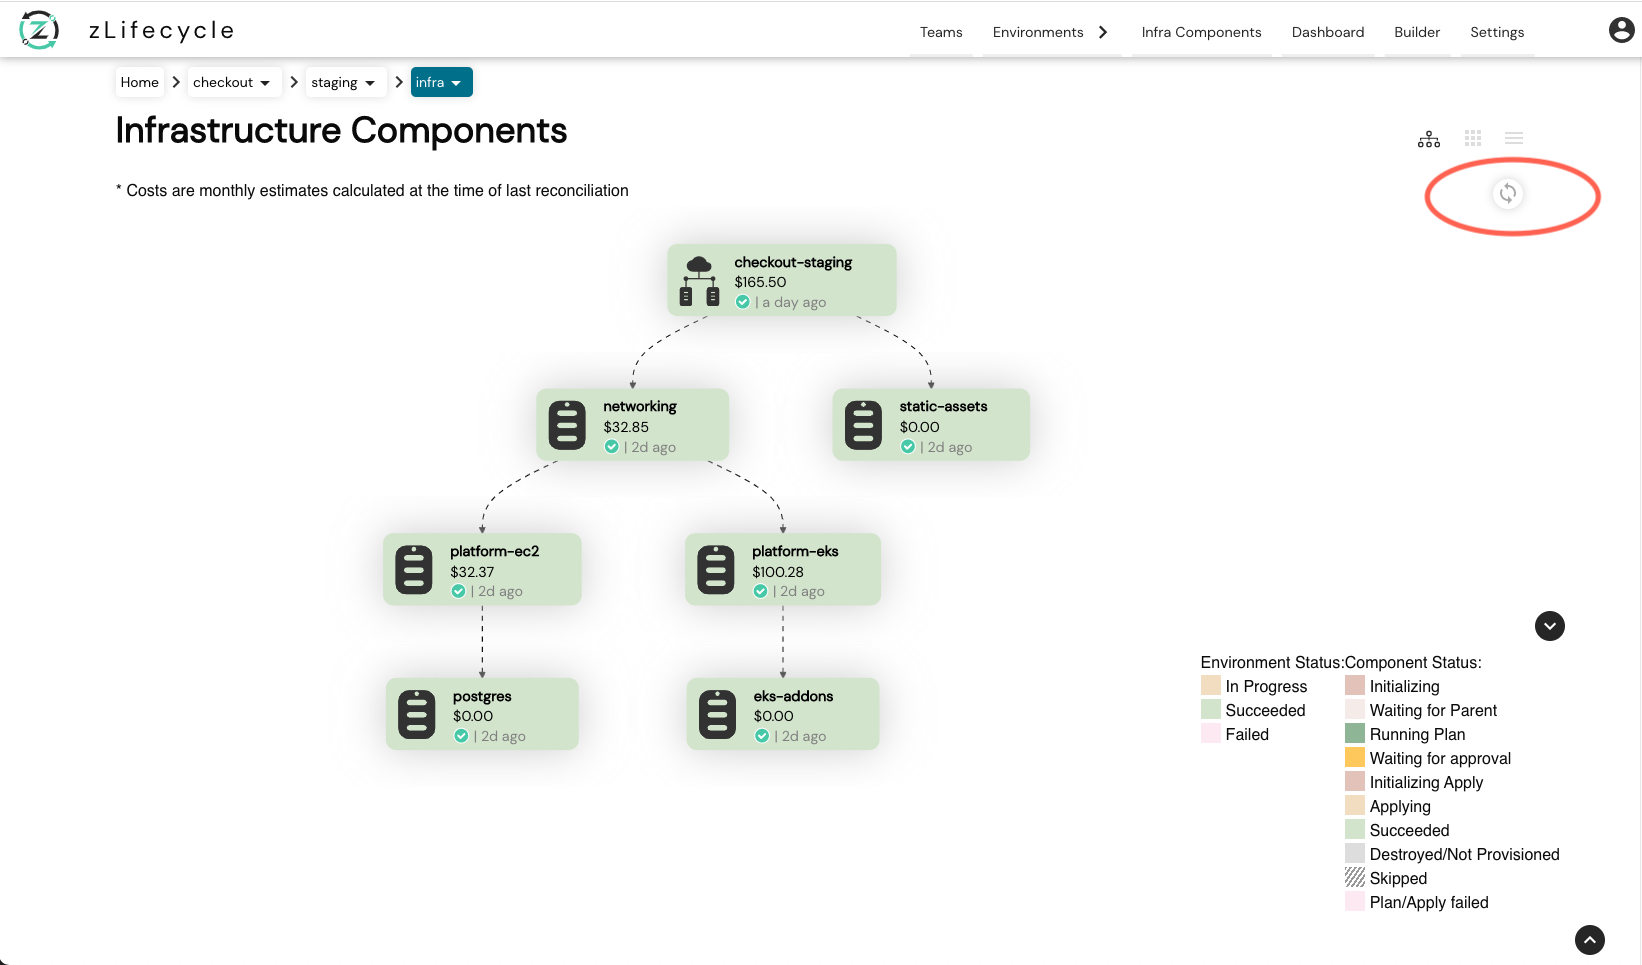 zLifecycle
Teams
Environments
Infra Components
Dashboard
Builder
Settings
Home
checkout
staging
infra
Infrastructure Components
* Costs are monthly estimates calculated at the time of last reconciliation
checkout-staging
$165.50
| a day ago
networking
$32.85
| 2d ago
static-assets
$0.00
| 2d ago
platform-ec2
$32.37
| 2d ago
platform-eks
$100.28
| 2d ago
postgres
$0.00
| 2d ago
eks-addons
$0.00
| 2d ago
Environment Status:
In Progress
Succeeded
Failed
Component Status:
Initializing
Waiting for Parent
Running Plan
Waiting for approval
Initializing Apply
Applying
Succeeded
Destroyed/Not Provisioned
Skipped
Plan/Apply failed